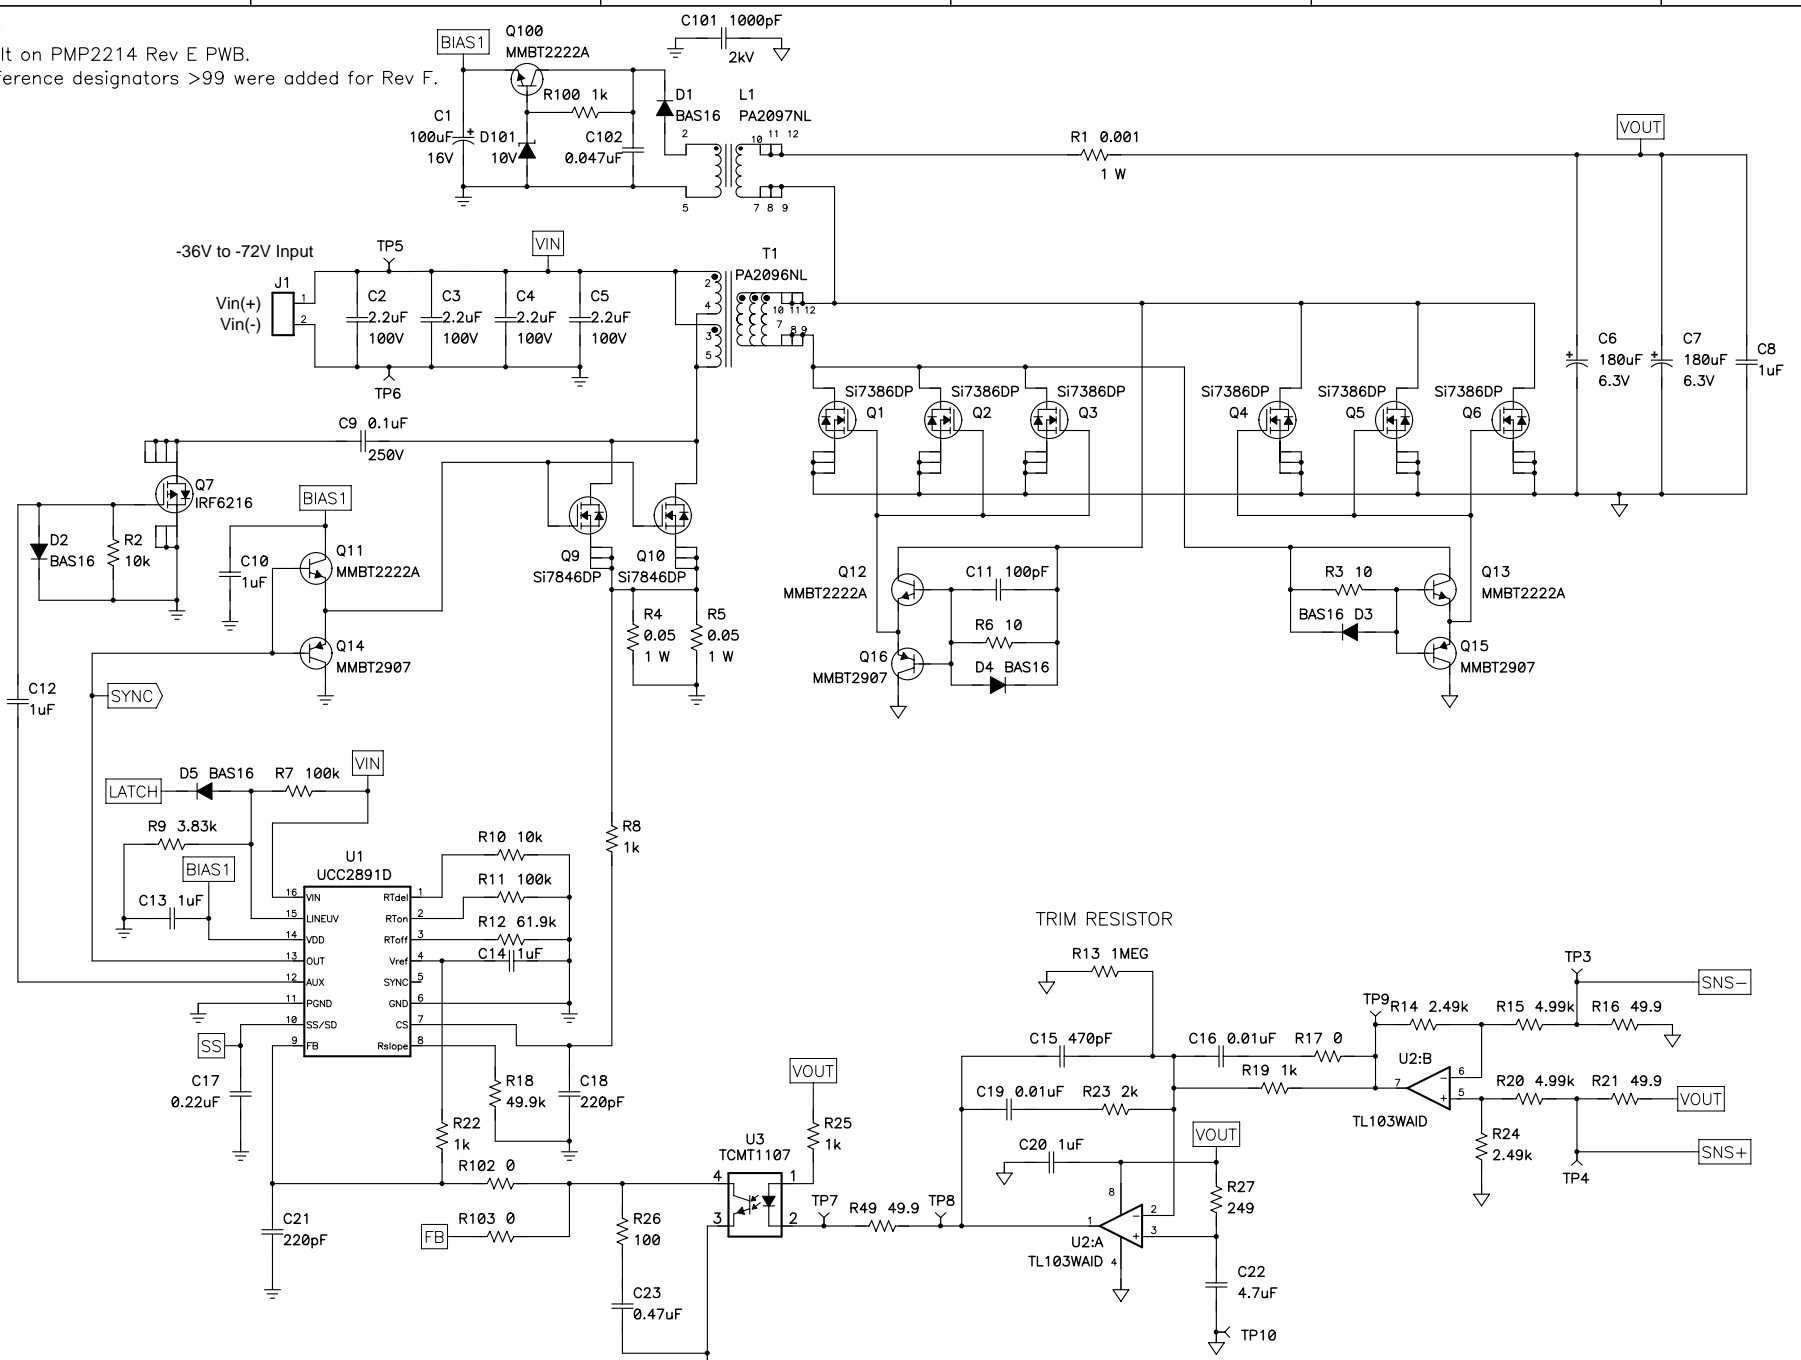 lt on PMP2214 Rev E PWB.
ference designators >99 were added for Rev F.
BIAS1
Q100
MMBT2222A
C101 1000pF
2kV
R100 1k
D1
BAS16
L1
PA2097NL
C1
100uF
16V
+
D101
10V
C102
0.047uF
2
5
10 11 12
7 8 9
R1 0.001
1 W
VOUT
-36V to -72V Input
TP5
VIN
T1
PA2096NL
J1
Vin(+)
Vin(-)
1
2
C2
2.2uF
100V
C3
2.2uF
100V
C4
2.2uF
100V
C5
2.2uF
100V
TP6
2
4
3
5
10 11 12
7 8 9
C6
180uF
6.3V
+
C7
180uF
6.3V
+
C8
1uF
Si7386DP
Q1
Si7386DP
Q2
Si7386DP
Q3
Si7386DP
Q4
Si7386DP
Q5
Si7386DP
Q6
C9 0.1uF
250V
Q7
IRF6216
BIAS1
D2
BAS16
R2
10k
C10
1uF
Q11
MMBT2222A
Q9
Si7846DP
Q10
Si7846DP
Q12
MMBT2222A
C11 100pF
R3 10
Q13
MMBT2222A
BAS16 D3
R4
0.05
1 W
R5
0.05
1 W
R6 10
Q14
MMBT2907
Q16
MMBT2907
D4 BAS16
Q15
MMBT2907
C12
1uF
SYNC
VIN
D5 BAS16
R7 100k
LATCH
R9 3.83k
BIAS1
U1
UCC2891D
R10 10k
R8
1k
R11 100k
C13 1uF
R12 61.9k
C14 1uF
16 VIN
15 LINEUV
14 VDD
13 OUT
12 AUX
11 PGND
10 SS/SD
9 FB
RTdel 1
RTon 2
RToff 3
Vref 4
SYNC 5
GND 6
CS 7
Rslope 8
TRIM RESISTOR
R13 1MEG
TP3
SNS-
TP9
R14 2.49k
R15 4.99k
R16 49.9
SS
C15 470pF
C16 0.01uF
R17 0
U2:B
C17
0.22uF
R18
49.9k
C18
220pF
VOUT
C19 0.01uF
R23 2k
R19 1k
7
6
5
-
+
TL103WAID
R20 4.99k
R21 49.9
VOUT
R22
1k
R25
1k
U3
TCMT1107
C20 1uF
VOUT
R24
2.49k
SNS+
TP4
R102 0
4
1
3
2
8
R27
249
C21
220pF
R103 0
FB
R26
100
TP7
R49 49.9
TP8
1
2
3
-
+
U2:A
TL103WAID
4
C22
4.7uF
C23
0.47uF
TP10